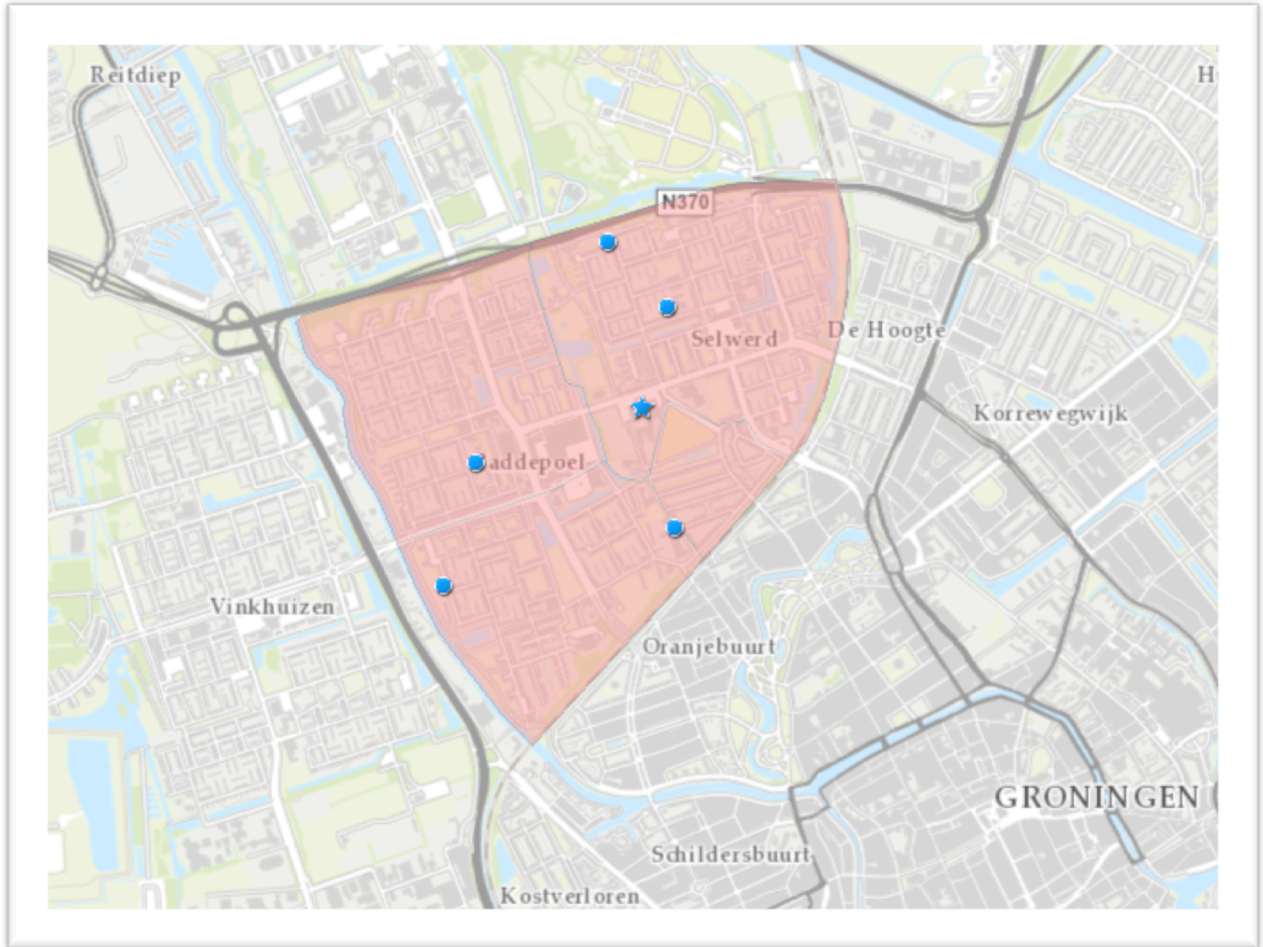 Reitdiep
H
N370
Selwerd
De Hoogte
Korrewegwijk
addepoel
Vinkhuizen
Oranjebuurt
GRONINGEN
Schildersbuurt
Kostverloren